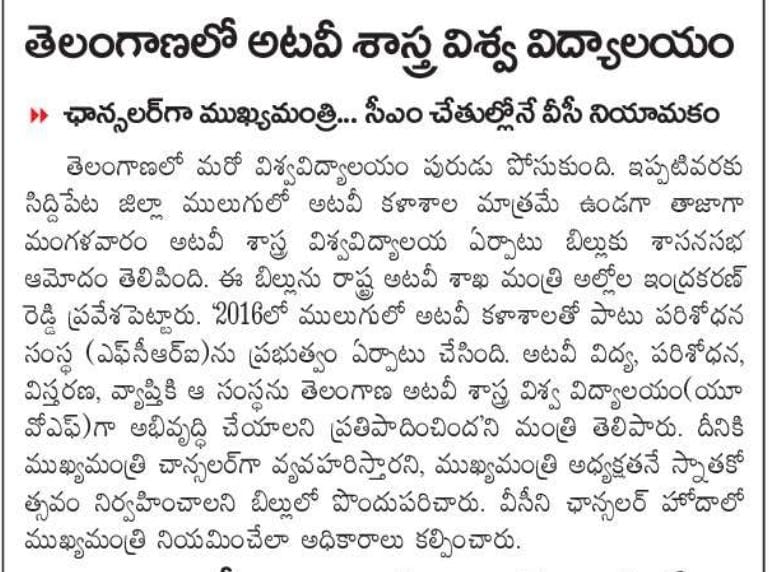 తెలంగాణలో అటవీ శాస్త్ర విశ్వ విద్యాలయం
ఛాన్సలర్‌గా ముఖ్యమంత్రి... సీఎం చేతుల్లోనే వీసీ నియామకం
తెలంగాణలో మరో విశ్వవిద్యాలయం పురుడు పోసుకుంది. ఇప్పటివరకు
సిద్దిపేట జిల్లా ములుగులో అటవీ కళాశాల మాత్రమే ఉండగా తాజాగా
మంగళవారం అటవీ శాస్త్ర విశ్వవిద్యాలయ ఏర్పాటు బిల్లుకు శాసనసభ
ఆమోదం తెలిపింది. ఈ బిల్లును రాష్ట్ర అటవీ శాఖ మంత్రి అల్లోల ఇంద్రకరణ్
రెడ్డి ప్రవేశపెట్టారు. '2016లో ములుగులో అటవీ కళాశాలతో పాటు పరిశోధన
సంస్థ (ఎఫ్‌సీఆర్ఐ)ను ప్రభుత్వం ఏర్పాటు చేసింది. అటవీ విద్య, పరిశోధన,
విస్తరణ, వ్యాప్తికి ఆ సంస్థను తెలంగాణ అటవీ శాస్త్ర విశ్వ విద్యాలయం(యూ
వోఎఫ్)గా అభివృద్ధి చేయాలని ప్రతిపాదించింద'ని మంత్రి తెలిపారు. దీనికి
ముఖ్యమంత్రి చాన్సలర్‌గా వ్యవహరిస్తారని, ముఖ్యమంత్రి అధ్యక్షతనే స్నాతకో
త్సవం నిర్వహించాలని బిల్లులో పొందుపరిచారు. వీసీని ఛాన్సలర్ హోదాలో
ముఖ్యమంత్రి నియమించేలా అధికారాలు కల్పించారు.